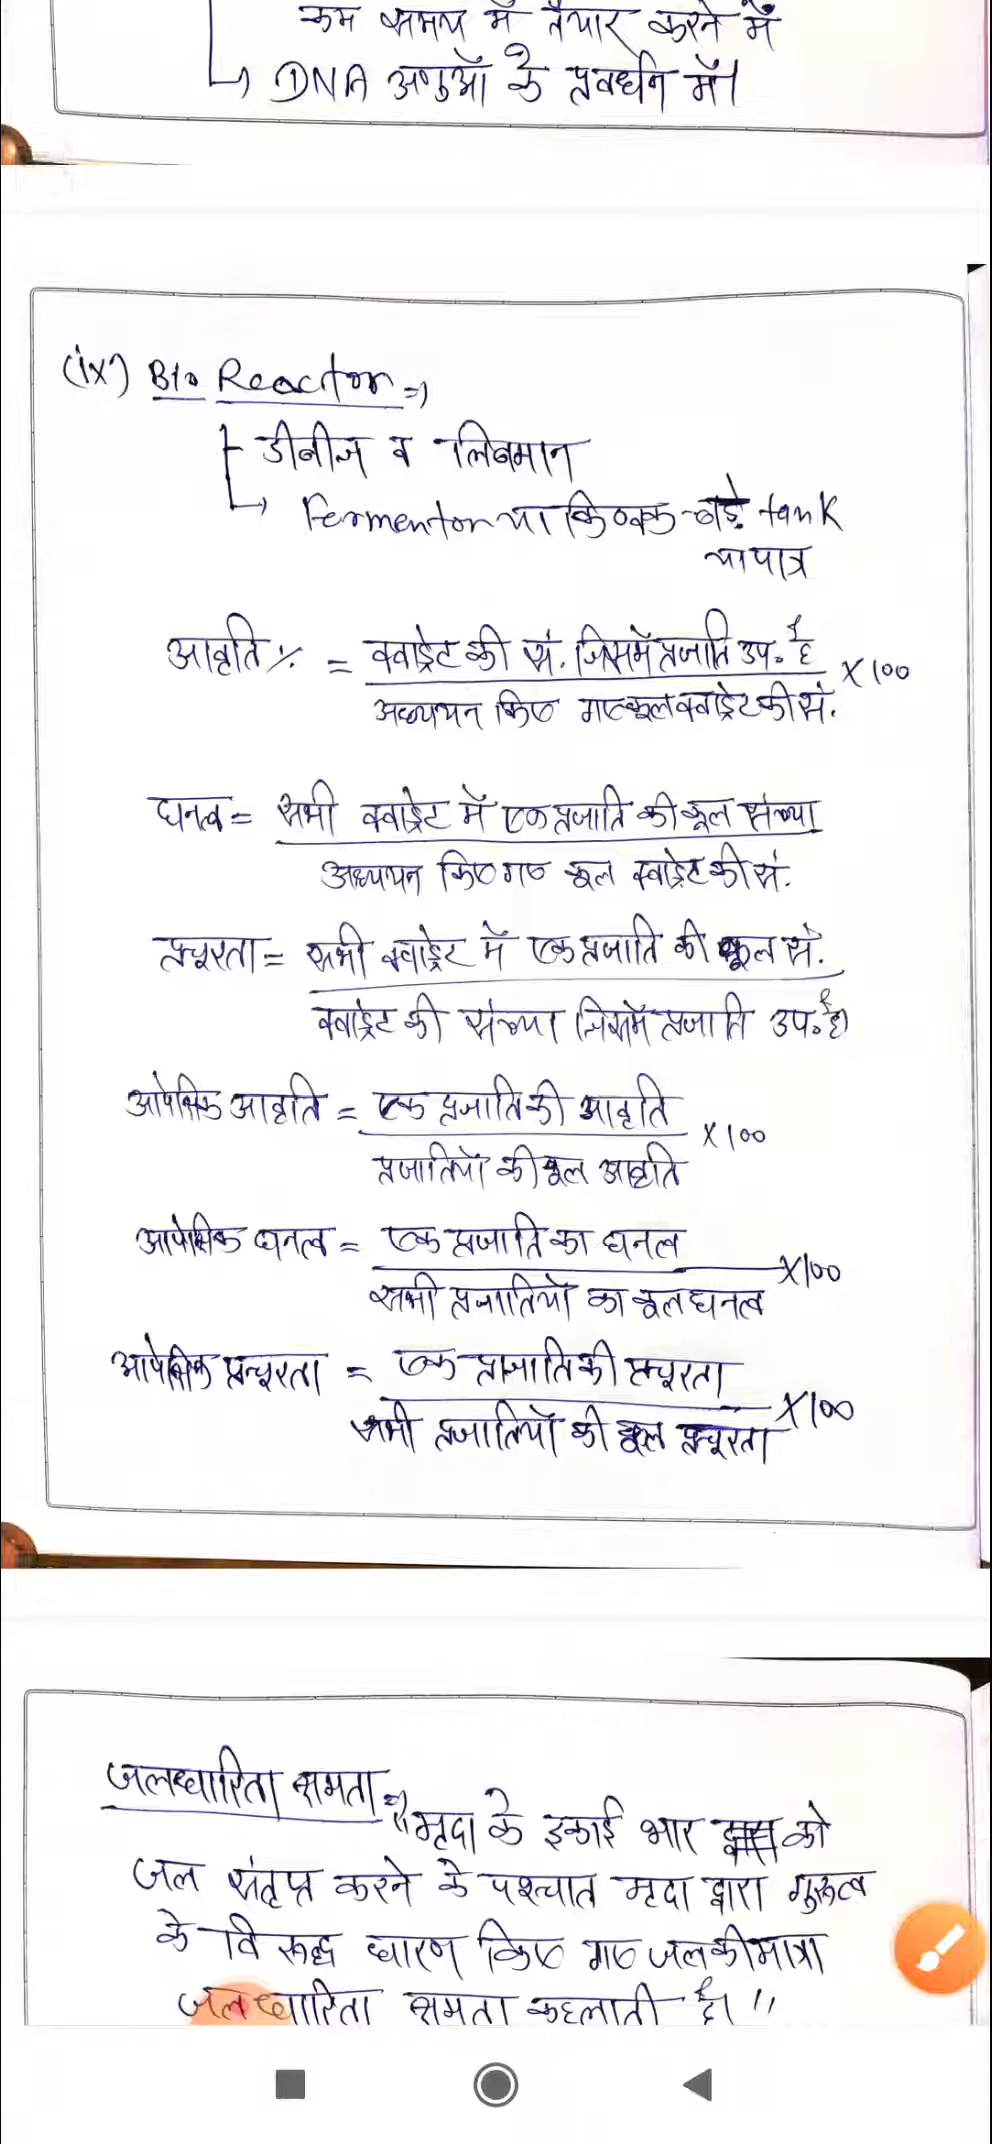 कम समय में तैयार करने में
↳ DNA अणुओं के प्रवर्धन में।
(ix) Bio Reactor ⇒
डीनीज व लिबमान
↳ Fermentor या किण्वक - बड़े tank
या पात्र
आवृति % = क्वाड्रेट की सं. जिसमें प्रजाति उप. है × 100
अध्ययन किए गए कूल क्वाड्रेट की सं.
घनत्व = सभी क्वाड्रेट में एक प्रजाति की कूल संख्या
अध्ययन किए गए कूल क्वाड्रेट की सं.
प्रचूरता = सभी क्वाड्रेट में एक प्रजाति की कूल सं.
क्वाड्रेट की संख्या जिसमें प्रजाति उप. है।
आपेक्षिक आवृति = एक प्रजाति की आवृति × 100
प्रजातियों की कूल आवृति
आपेक्षिक घनत्व = एक प्रजाति का घनत्व × 100
सभी प्रजातियों का कूल घनत्व
आपेक्षिक प्रचूरता = एक प्रजाति की प्रचूरता × 100
सभी प्रजातियों की कूल प्रचूरता
जलधारिता क्षमता ⇒ "मृदा के इकाई भार को
जल संतृप्त करने के पश्चात मृदा द्वारा गुरुत्व
के विरूद्ध धारण किए गए जल की मात्रा
जलधारिता क्षमता कहलाती है।"